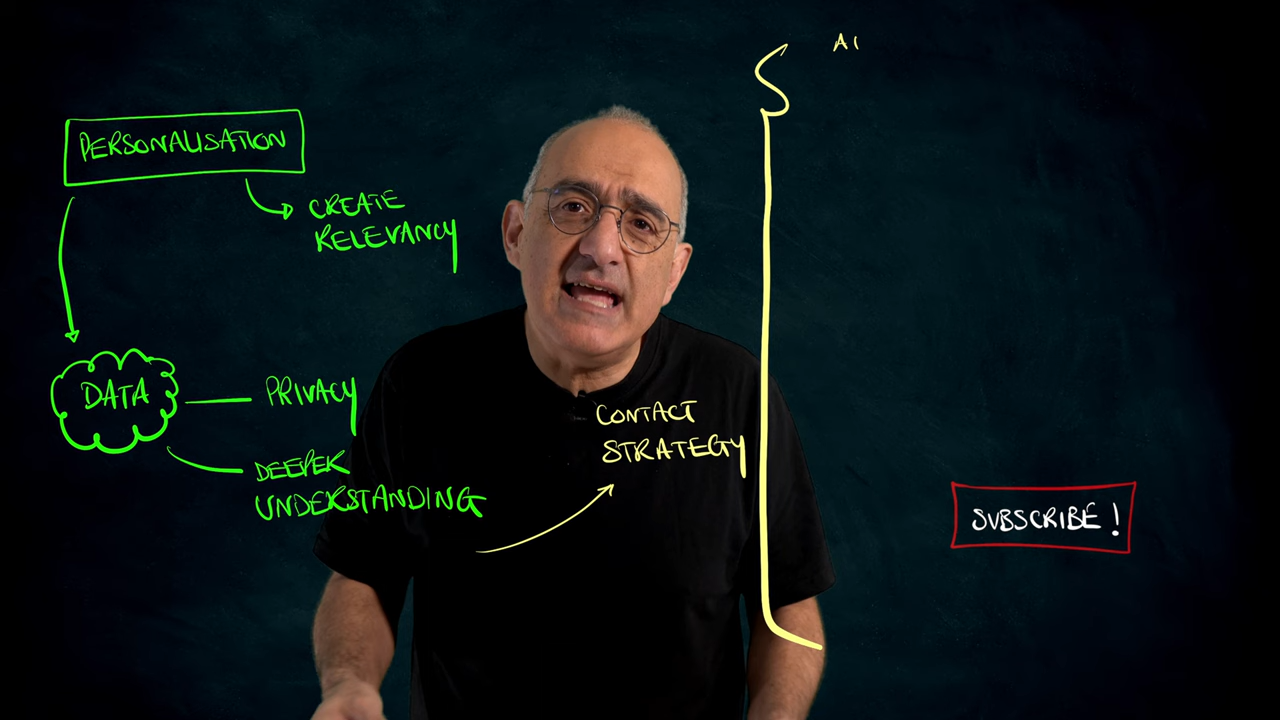 PERSONALISATION
CREATE
RELEVANCY
DATA
PRIVACY
DEEPER
UNDERSTANDING
CONTACT
STRATEGY
AI
SUBSCRIBE!